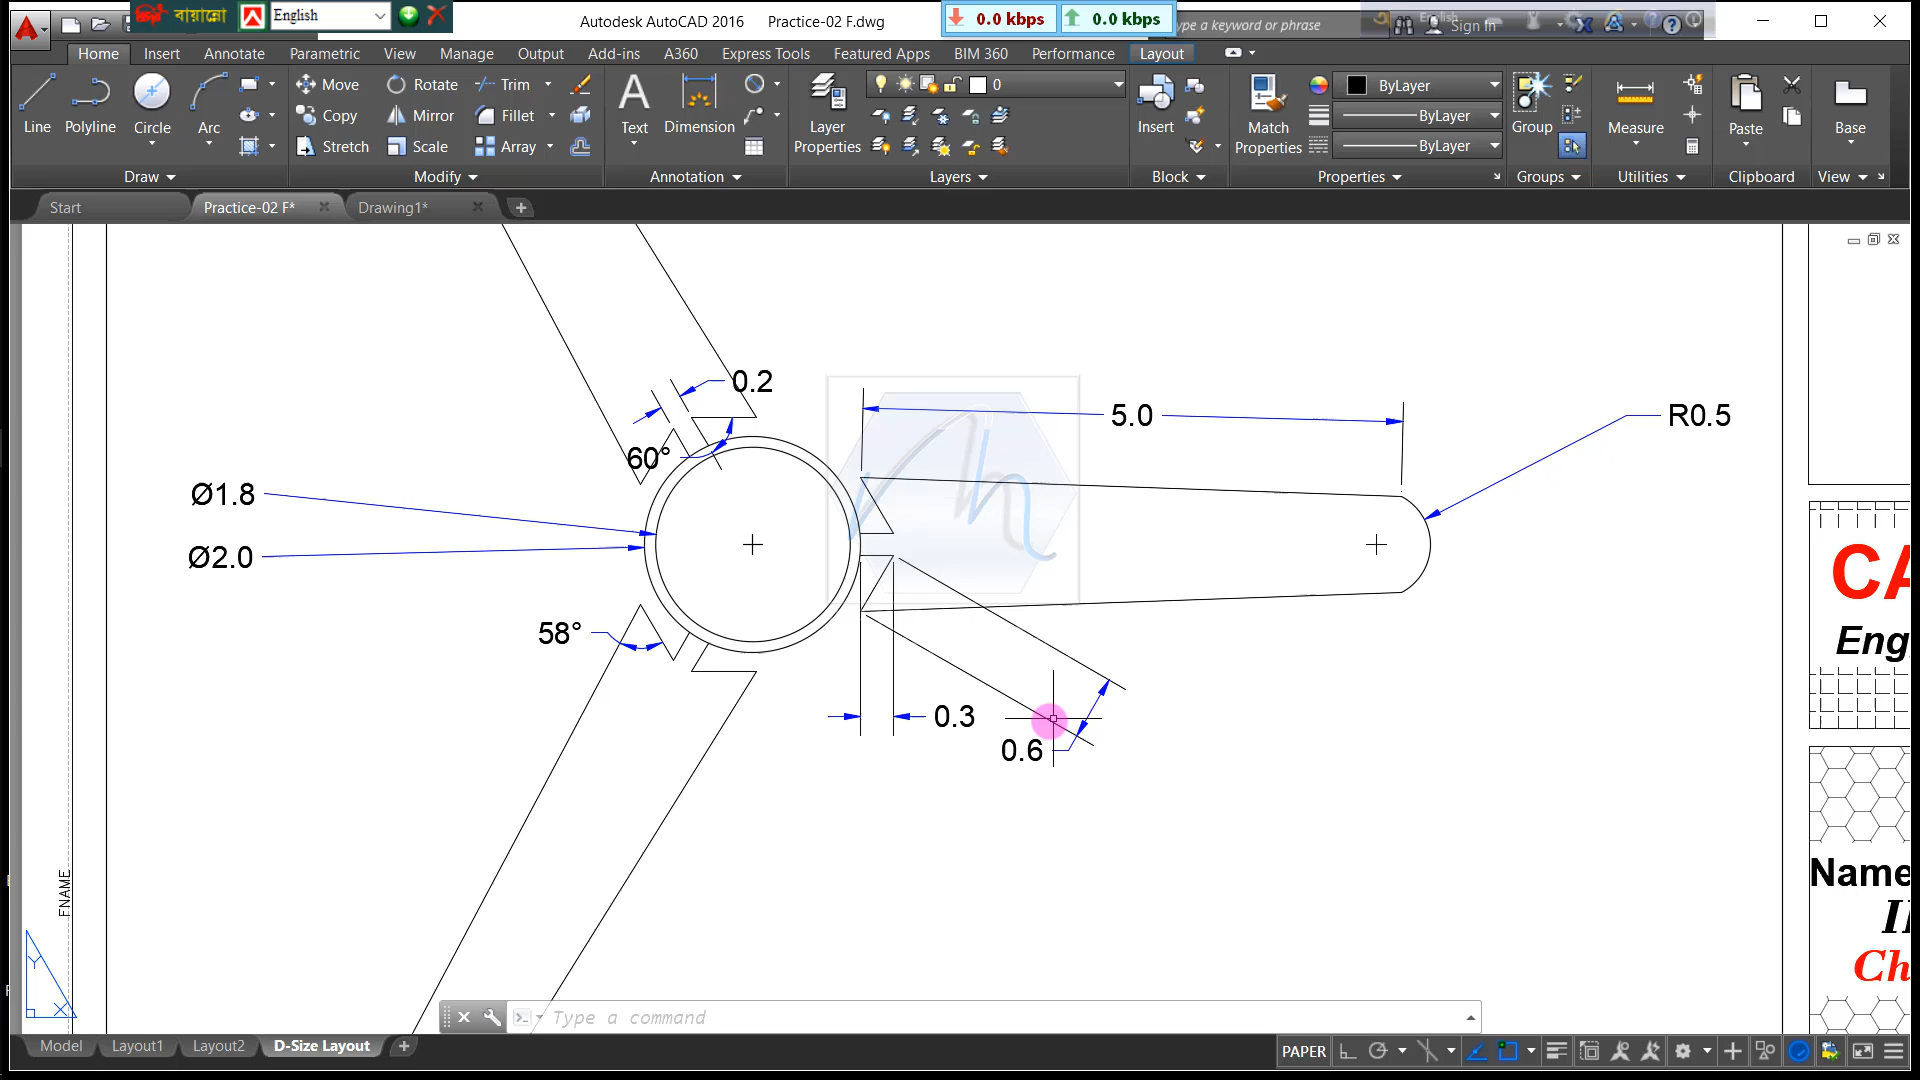 বায়ান্নো
English
Autodesk AutoCAD 2016 Practice-02 F.dwg
0.0 kbps
0.0 kbps
ype a keyword or phrase
Sign In
Home Insert Annotate Parametric View Manage Output Add-ins A360 Express Tools Featured Apps BIM 360 Performance Layout
Line
Polyline
Circle
Arc
Move Rotate Trim
Copy Mirror Fillet
Stretch Scale Array
Text
Dimension
Layer
Properties
0
Insert
Match
Properties
ByLayer
ByLayer
ByLayer
Group
Measure
Paste
Base
Draw Modify Annotation Layers Block Properties Groups Utilities Clipboard View
Start Practice-02 F* Drawing1*
0.2
5.0
R0.5
60°
Ø1.8
Ø2.0
58°
0.3
0.6
CA
Eng
Name
Ch
FNAME
Y
X
Type a command
Model Layout1 Layout2 D-Size Layout
PAPER